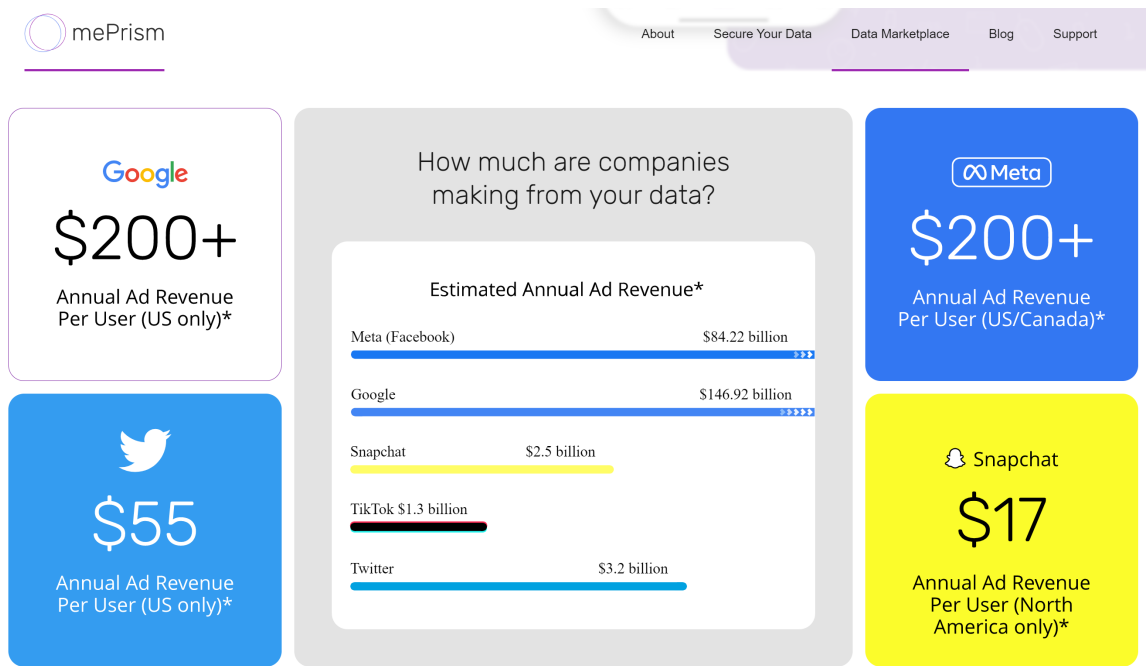 mePrism
About
Secure Your Data
Data Marketplace
Blog
Support
Google
$200+
Annual Ad Revenue
Per User (US only)*
$55
Annual Ad Revenue
Per User (US only)*
How much are companies
making from your data?
Estimated Annual Ad Revenue*
Meta (Facebook) $84.22 billion
Google $146.92 billion
Snapchat $2.5 billion
TikTok $1.3 billion
Twitter $3.2 billion
Meta
$200+
Annual Ad Revenue
Per User (US/Canada)*
Snapchat
$17
Annual Ad Revenue
Per User (North
America only)*